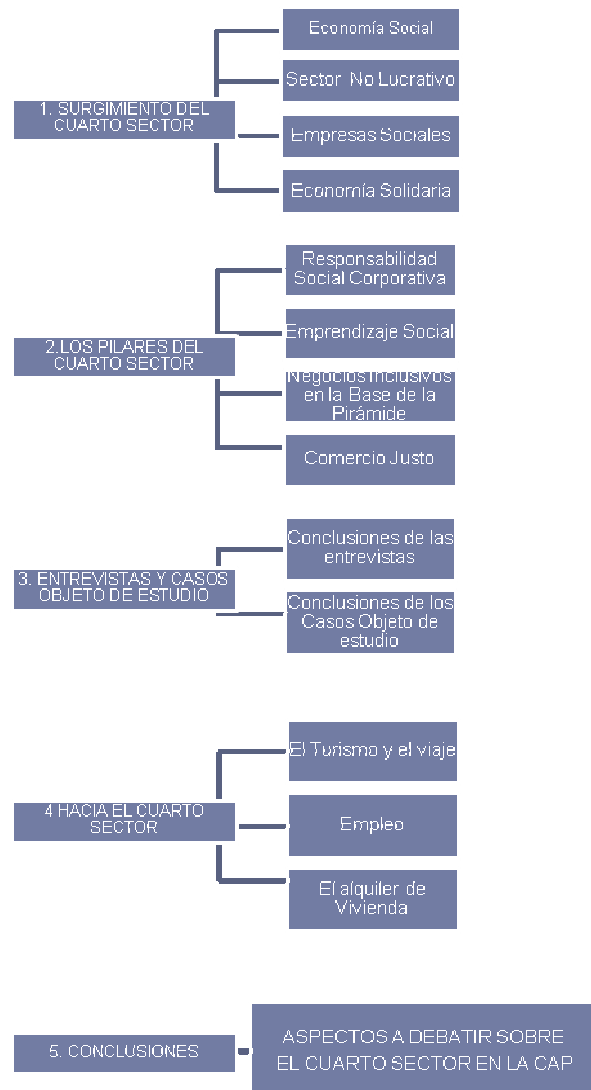 1. SURGIMIENTO DEL
CUARTO SECTOR
Economía Social
Sector No Lucrativo
Empresas Sociales
Economía Solidaria
2.LOS PILARES DEL
CUARTO SECTOR
Responsabilidad
Social Corporativa
Emprendizaje Social
Negocios Inclusivos
en la Base de la
Pirámide
Comercio Justo
3. ENTREVISTAS Y CASOS
OBJETO DE ESTUDIO
Conclusiones de las
entrevistas
Conclusiones de los
Casos Objeto de
estudio
4 HACIA EL CUARTO
SECTOR
El Turismo y el viaje
Empleo
El alquiler de
Vivienda
5. CONCLUSIONES
ASPECTOS A DEBATIR SOBRE
EL CUARTO SECTOR EN LA CAP